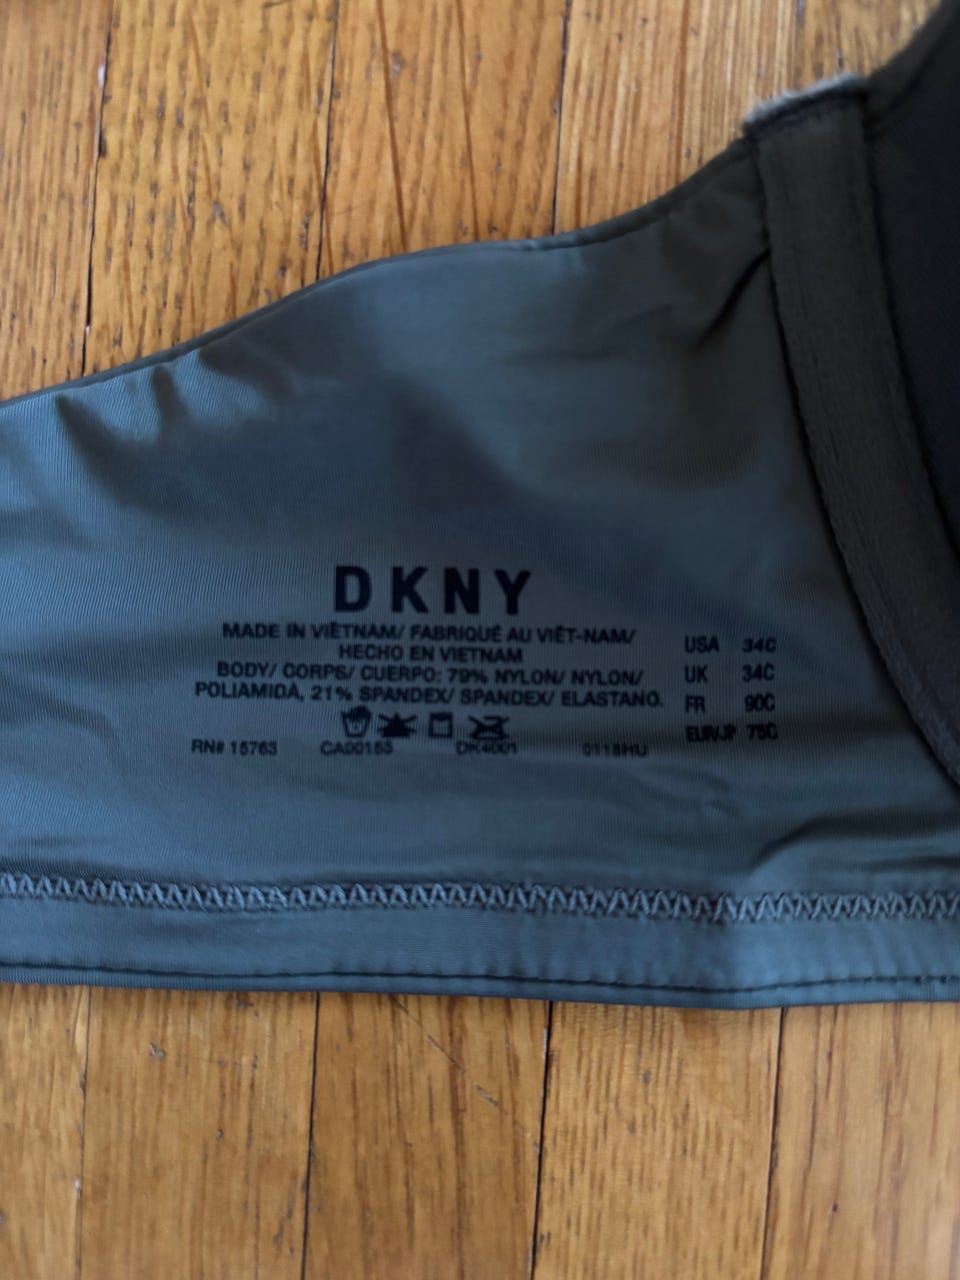 DKNY
MADE IN VIETNAM/ FABRIQUÉ AU VIÊT-NAM/
HECHO EN VIETNAM
BODY/ CORPS/ CUERPO: 79% NYLON/ NYLON/
POLIAMIDA, 21% SPANDEX/ SPANDEX/ ELASTANO.
RN# 15763 CA00153 DK4001 0118HU
USA 34C
UK 34C
FR 90C
EUR/JP 75C